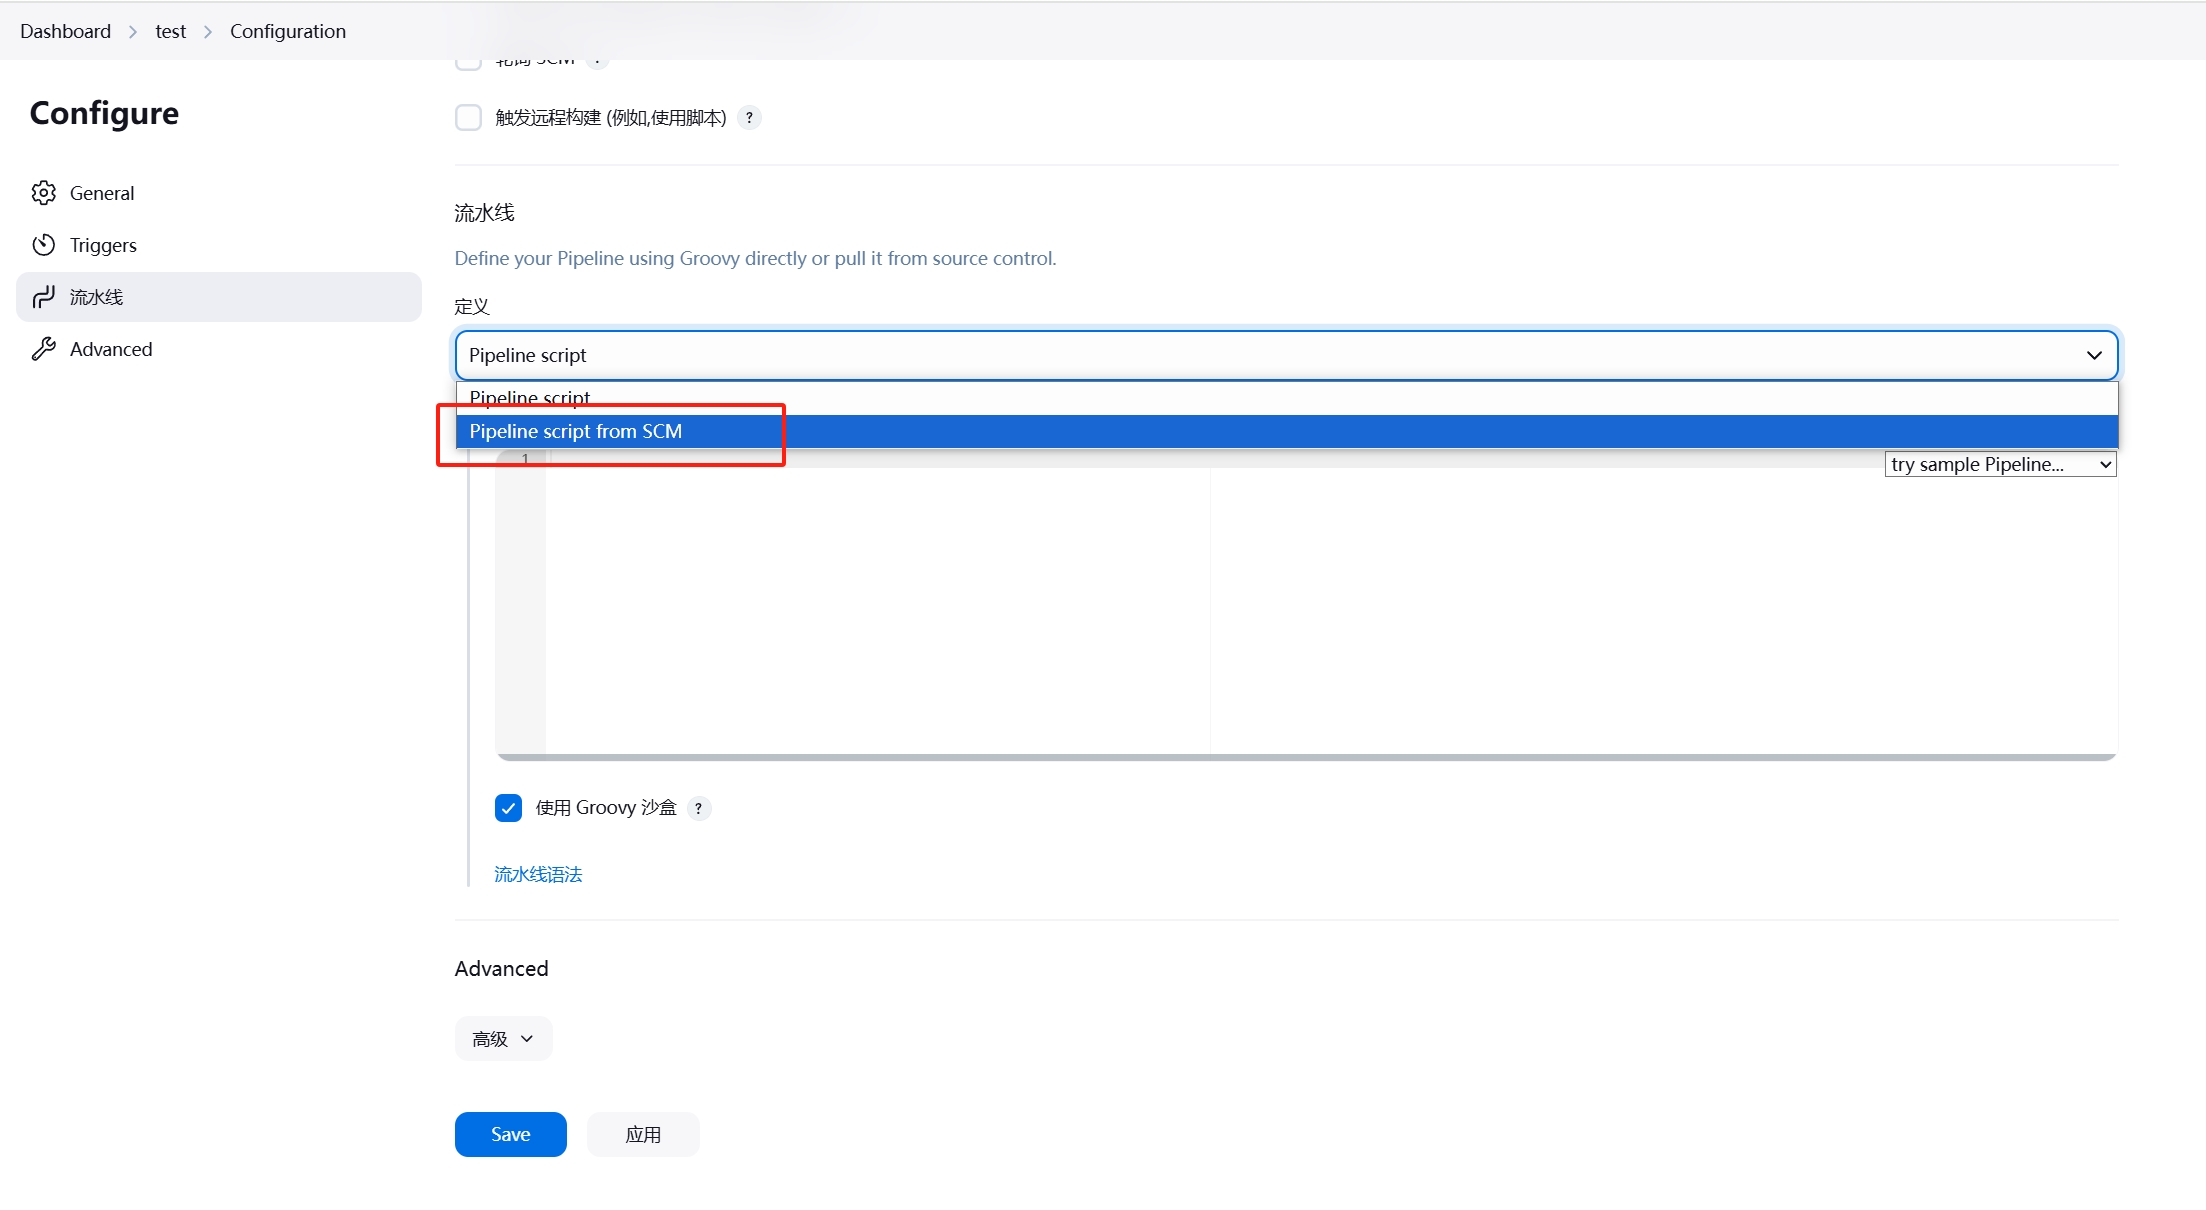 Dashboard > test > Configuration
轮询 SCM ?
Configure
触发远程构建 (例如,使用脚本) ?
General
Triggers
流水线
Advanced
流水线
Define your Pipeline using Groovy directly or pull it from source control.
定义
Pipeline script
Pipeline script
Pipeline script from SCM
1
try sample Pipeline...
使用 Groovy 沙盒 ?
流水线语法
Advanced
高级
Save
应用